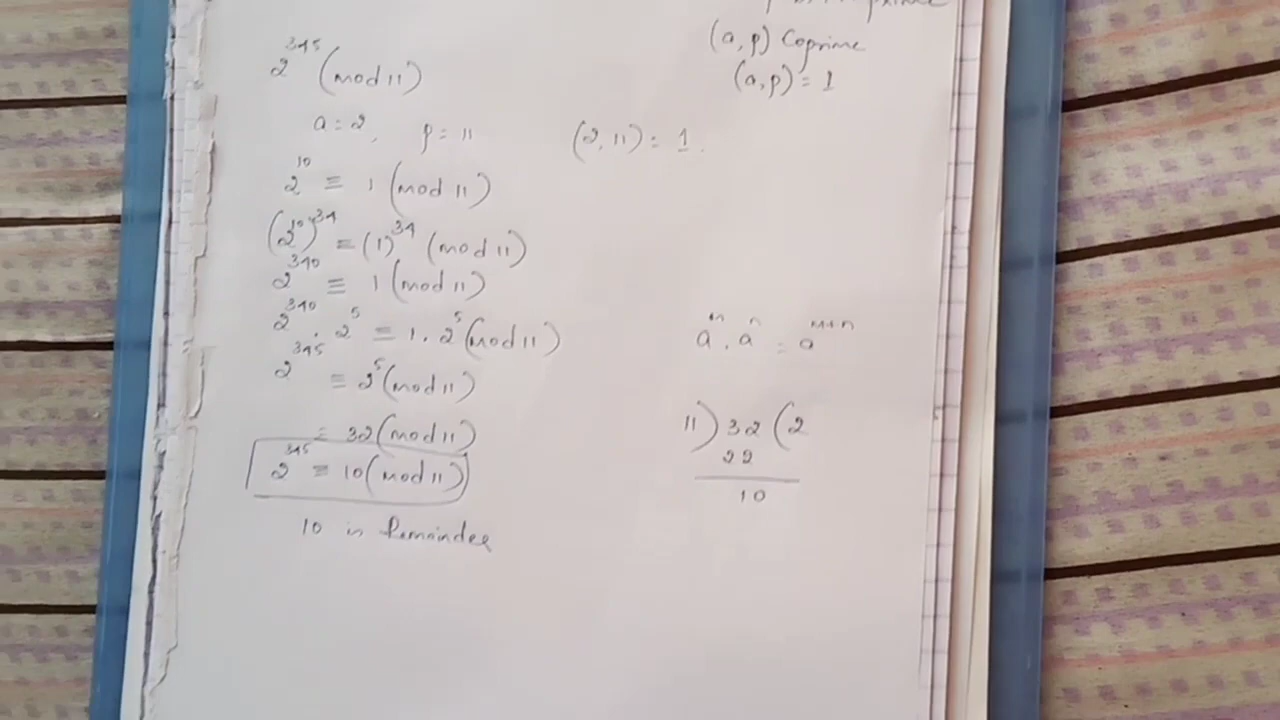 (a, p) Coprime
(a, p) = 1
2^345 (mod 11)
a = 2, p = 11 (2, 11) = 1.
2^10 ≡ 1 (mod 11)
(2^10)^34 ≡ (1)^34 (mod 11)
2^340 ≡ 1 (mod 11)
2^340 . 2^5 ≡ 1 . 2^5 (mod 11)
2^345 ≡ 2^5 (mod 11)
= 32 (mod 11)
2^345 ≡ 10 (mod 11)
10 is Remainder
a^m . a^n = a^m+n
11) 32 (2
22
10